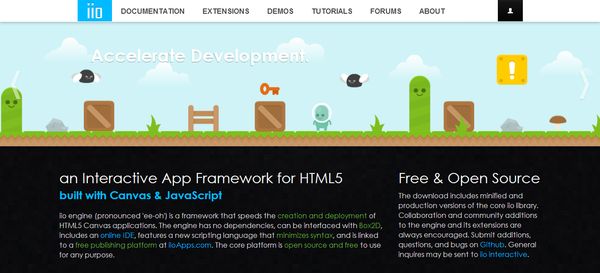 iio DOCUMENTATION EXTENSIONS DEMOS TUTORIALS FORUMS ABOUT
Accelerate Development.
!
an Interactive App Framework for HTML5
built with Canvas & JavaScript
iio engine (pronounced 'ee-oh') is a framework that speeds the creation and deployment of
HTML5 Canvas applications. The engine has no dependencies, can be interfaced with Box2D,
includes an online IDE, features a new scripting language that minimizes syntax, and is linked
to a free publishing platform at iioApps.com. The core platform is open source and free to use
for any purpose.
Free & Open Source
The download includes minified and
production versions of the core iio library.
Collaboration and community additions
to the engine and its extensions are
always encouraged. Submit additions,
questions, and bugs on Github. General
inquires may be sent to iio interactive.